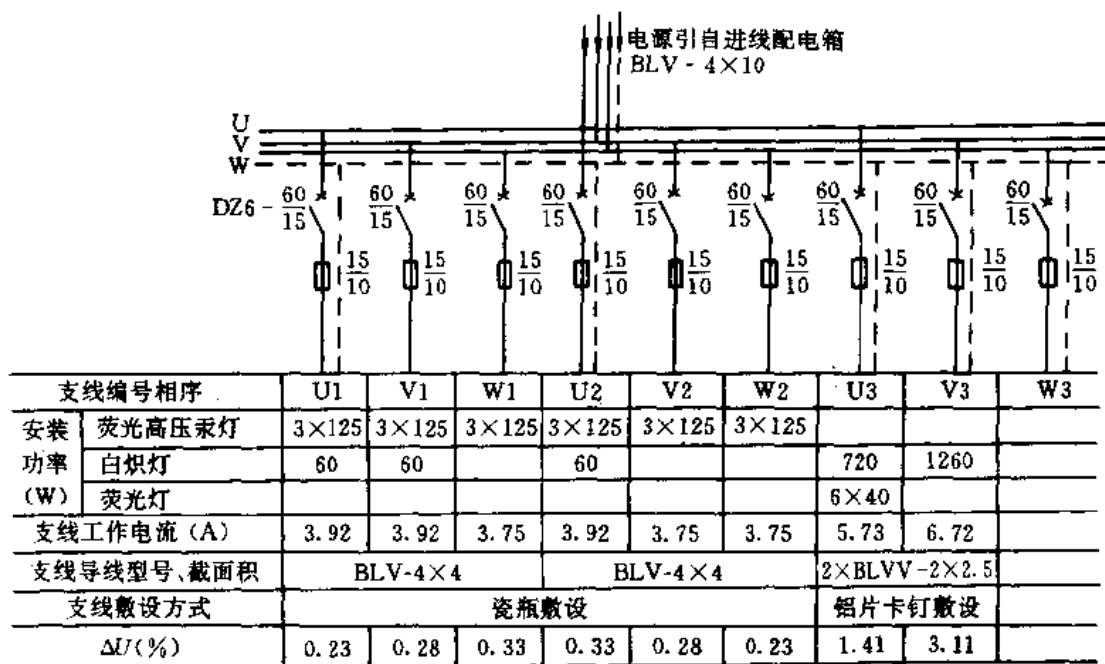 电源引自进线配电箱
BLV - 4×10
U
V
W
DZ6 - 60/15 60/15 60/15 60/15 60/15 60/15 60/15 60/15 60/15
15/10 15/10 15/10 15/10 15/10 15/10 15/10 15/10 15/10
支线编号相序 U1 V1 W1 U2 V2 W2 U3 V3 W3
安装功率(W)
荧光高压汞灯 3×125 3×125 3×125 3×125 3×125 3×125
白炽灯 60 60 60 720 1260
荧光灯 6×40
支线工作电流(A) 3.92 3.92 3.75 3.92 3.75 3.75 5.73 6.72
支线导线型号、截面积 BLV-4×4 BLV-4×4 2×BLVV-2×2.5
支线敷设方式 瓷瓶敷设 铝片卡钉敷设
ΔU(%) 0.23 0.28 0.33 0.33 0.28 0.23 1.41 3.11